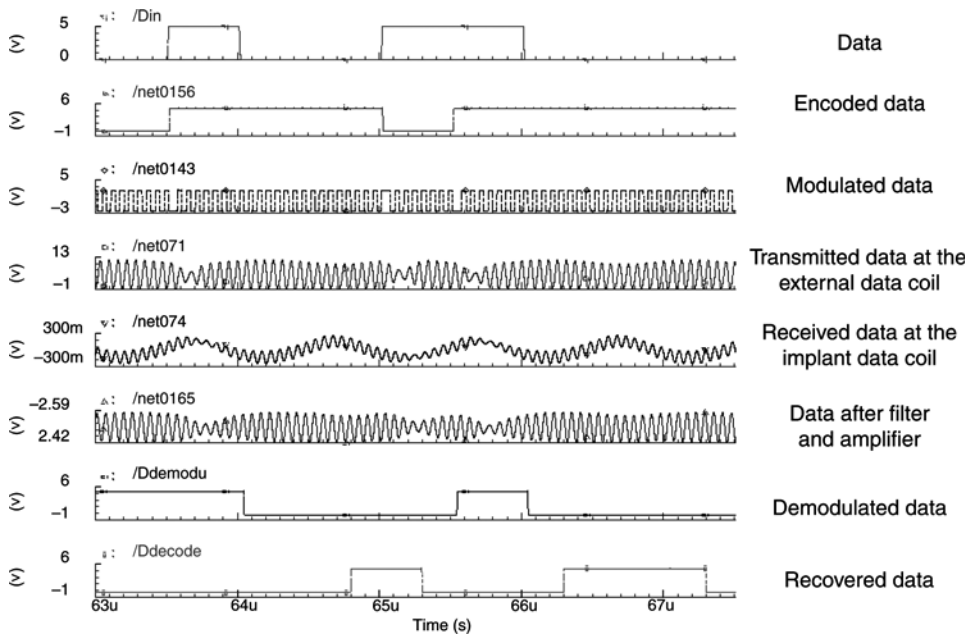 /Din
5
0
(v)
Data
/net0156
6
−1
(v)
Encoded data
/net0143
5
−3
(v)
Modulated data
/net071
13
−1
(v)
Transmitted data at the
external data coil
/net074
300m
−300m
(v)
Received data at the
implant data coil
/net0165
−2.59
2.42
(v)
Data after filter
and amplifier
/Ddemodu
6
−1
(v)
Demodulated data
/Ddecode
6
−1
(v)
Recovered data
63u 64u 65u 66u 67u
Time (s)